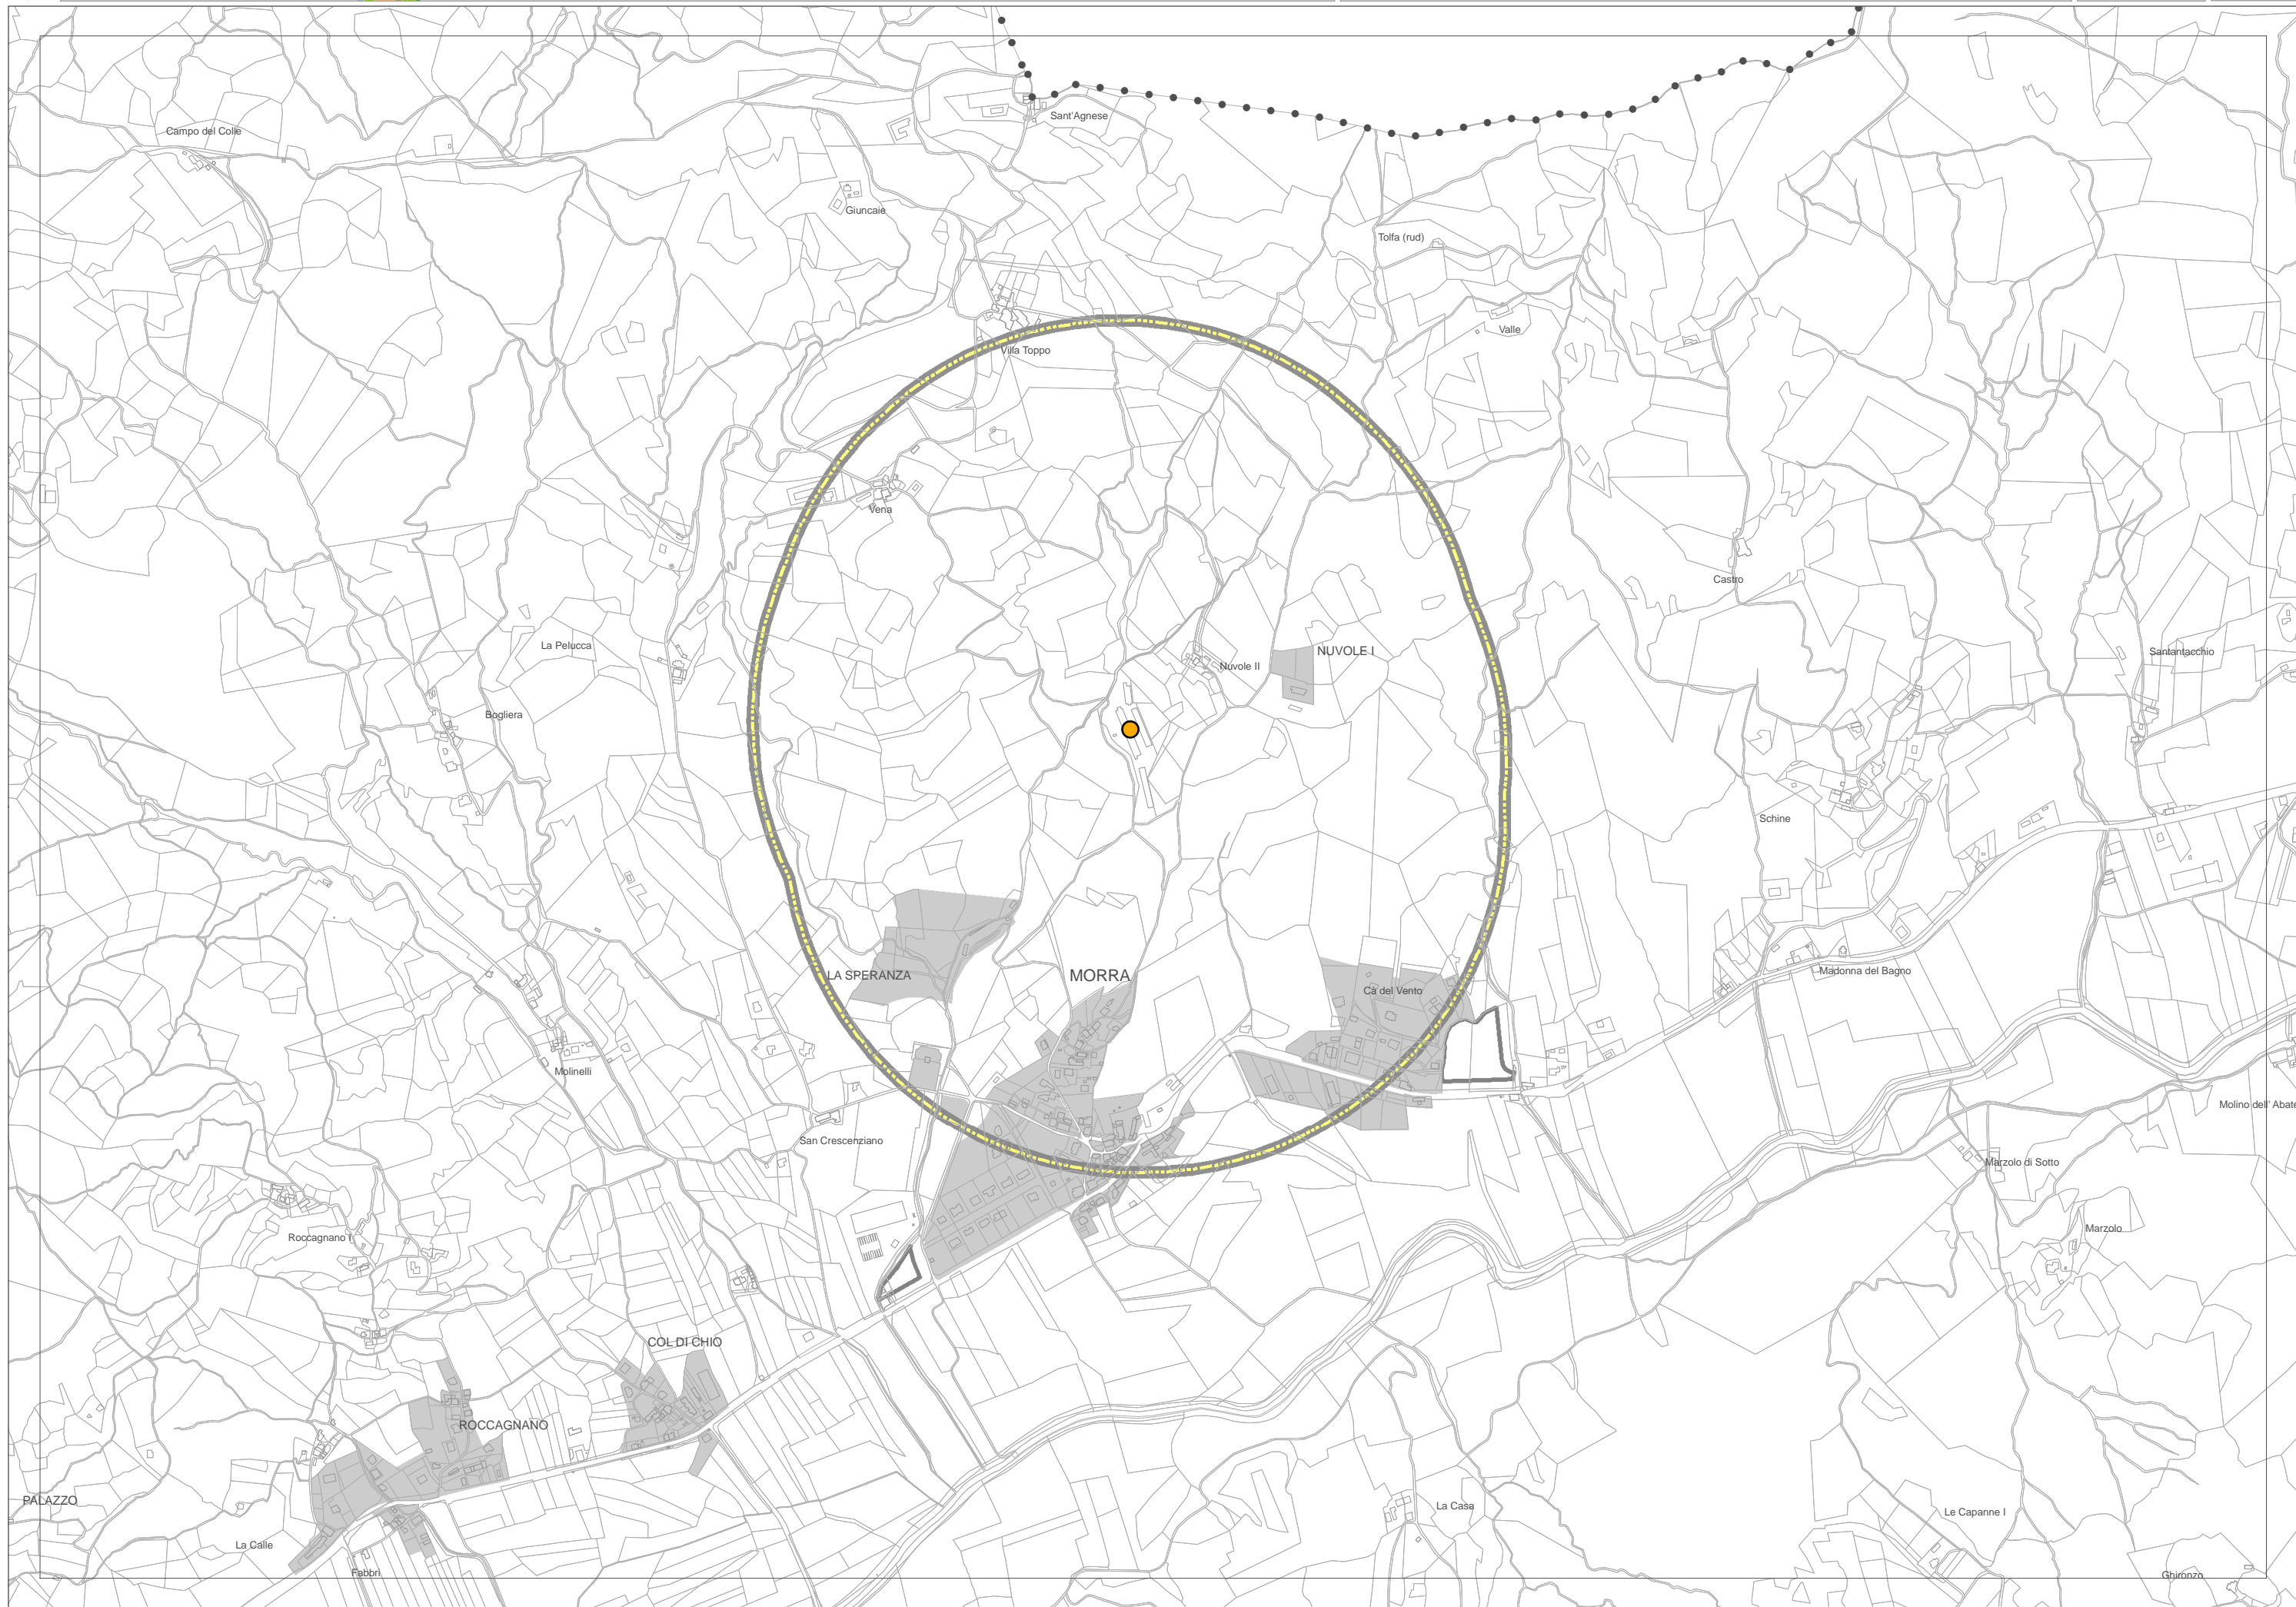 Sant'Agnese
Campo del Colle
Giuncaie
Tolfa (rud)
Valle
Villa Toppo
Vena
Castro
La Pelucca
NUVOLE I
Santantacchio
Nuvole II
Bogliera
Schine
LA SPERANZA
MORRA
Madonna del Bagno
Cà del Vento
Molinelli
Molino dell' Abate
San Crescenziano
Marzolo di Sotto
Marzolo
Roccagnano I
COL DI CHIO
ROCCAGNANO
PALAZZO
La Casa
Le Capanne I
La Calle
Fabbri
Ghironzo